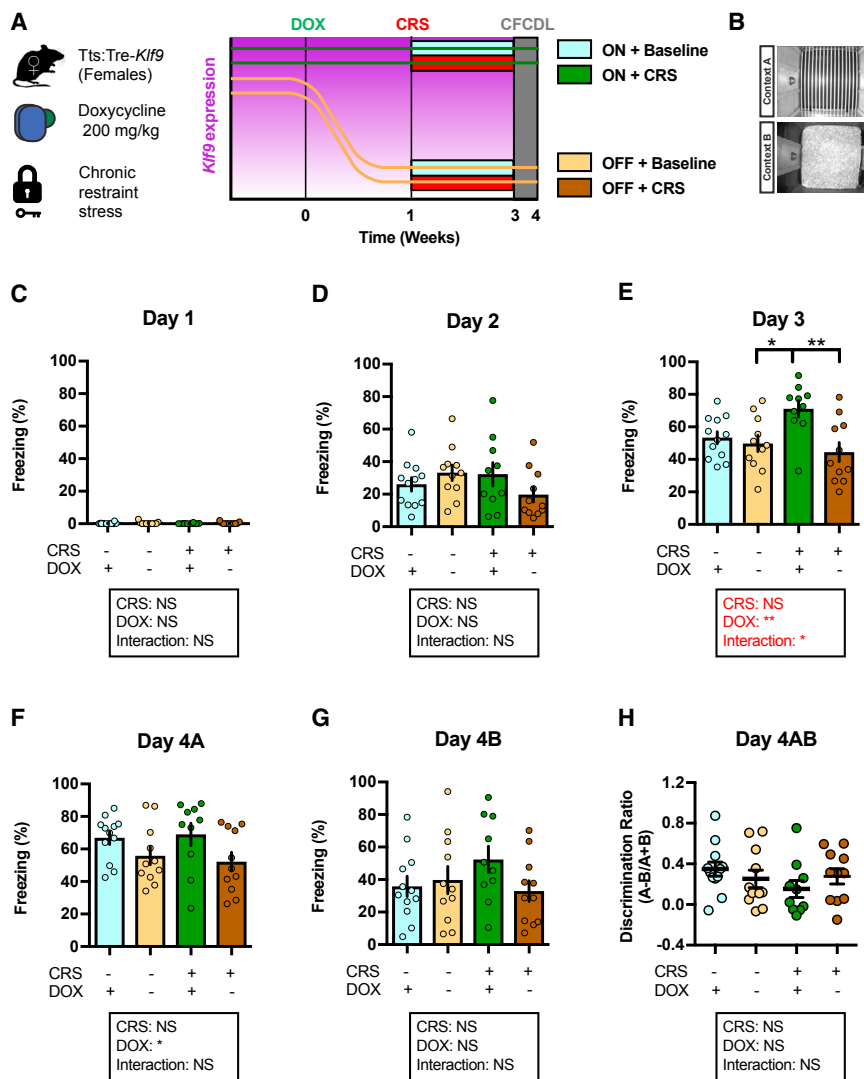 A
DOX
CRS
CFCDL
B
Tts:Tre-Klf9
(Females)
Doxycycline
200 mg/kg
Chronic
restraint
stress
Klf9 expression
0
1
3
4
Time (Weeks)
ON + Baseline
ON + CRS
OFF + Baseline
OFF + CRS
Context A
Context B
C
Day 1
Freezing (%)
100
80
60
40
20
0
CRS - - + +
DOX + - + -
CRS: NS
DOX: NS
Interaction: NS
D
Day 2
Freezing (%)
100
80
60
40
20
0
CRS - - + +
DOX + - + -
CRS: NS
DOX: NS
Interaction: NS
E
Day 3
* **
Freezing (%)
100
80
60
40
20
0
CRS - - + +
DOX + - + -
CRS: NS
DOX: **
Interaction: *
F
Day 4A
Freezing (%)
100
80
60
40
20
0
CRS - - + +
DOX + - + -
CRS: NS
DOX: *
Interaction: NS
G
Day 4B
Freezing (%)
100
80
60
40
20
0
CRS - - + +
DOX + - + -
CRS: NS
DOX: NS
Interaction: NS
H
Day 4AB
Discrimination Ratio
(A-B/A+B)
1.2
0.8
0.4
0.0
-0.4
CRS - - + +
DOX + - + -
CRS: NS
DOX: NS
Interaction: NS